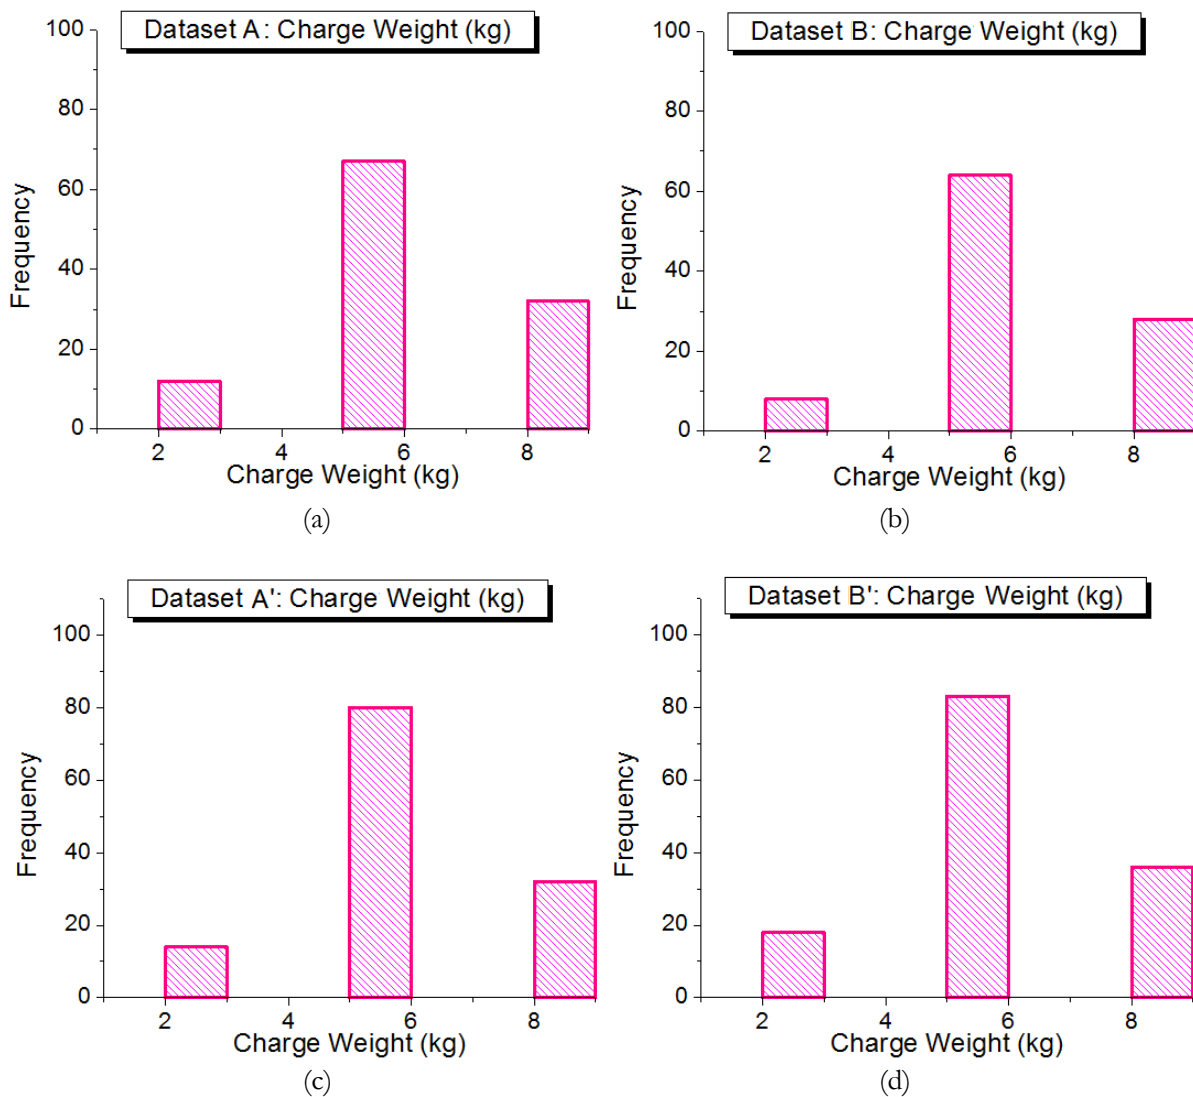 Dataset A: Charge Weight (kg)
100
80
60
40
20
0
Frequency
2 4 6 8
Charge Weight (kg)
(a)
Dataset B: Charge Weight (kg)
100
80
60
40
20
0
Frequency
2 4 6 8
Charge Weight (kg)
(b)
Dataset A': Charge Weight (kg)
100
80
60
40
20
0
Frequency
2 4 6 8
Charge Weight (kg)
(c)
Dataset B': Charge Weight (kg)
100
80
60
40
20
0
Frequency
2 4 6 8
Charge Weight (kg)
(d)